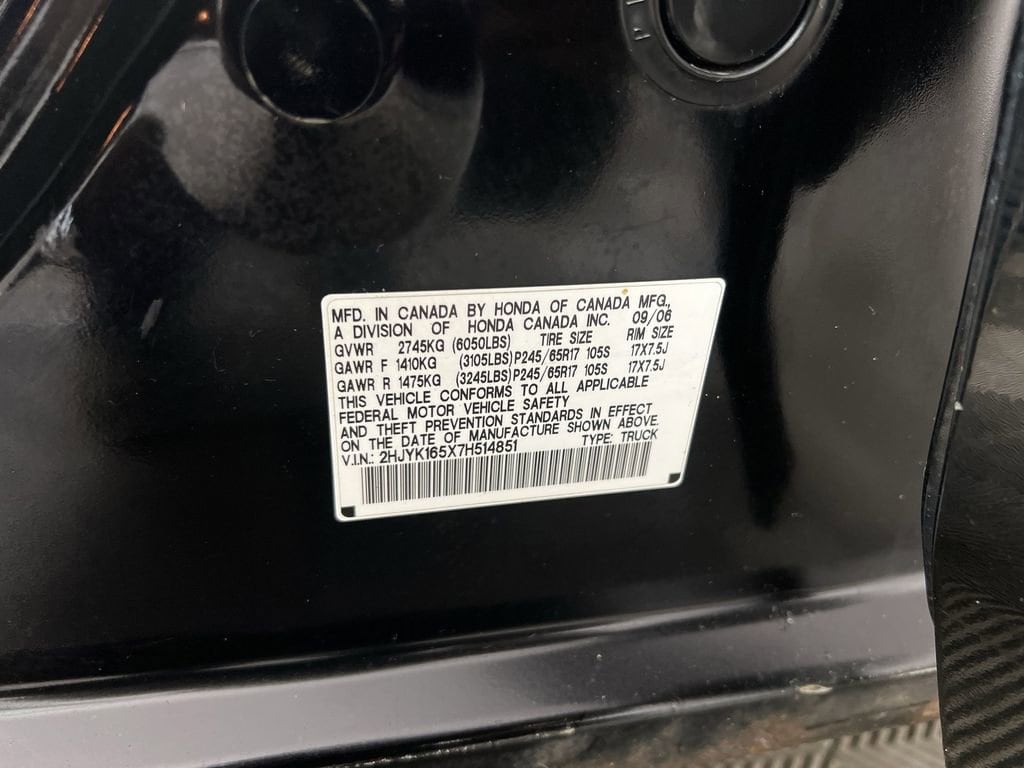 MFD. IN CANADA BY HONDA OF CANADA MFG.,
A DIVISION OF HONDA CANADA INC. 09/06
GVWR 2745KG (6050LBS) TIRE SIZE RIM SIZE
GAWR F 1410KG (3105LBS) P245/65R17 105S 17X7.5J
GAWR R 1475KG (3245LBS) P245/65R17 105S 17X7.5J
THIS VEHICLE CONFORMS TO ALL APPLICABLE
FEDERAL MOTOR VEHICLE SAFETY
AND THEFT PREVENTION STANDARDS IN EFFECT
ON THE DATE OF MANUFACTURE SHOWN ABOVE.
V.I.N.: 2HJYK165X7H514851 TYPE: TRUCK